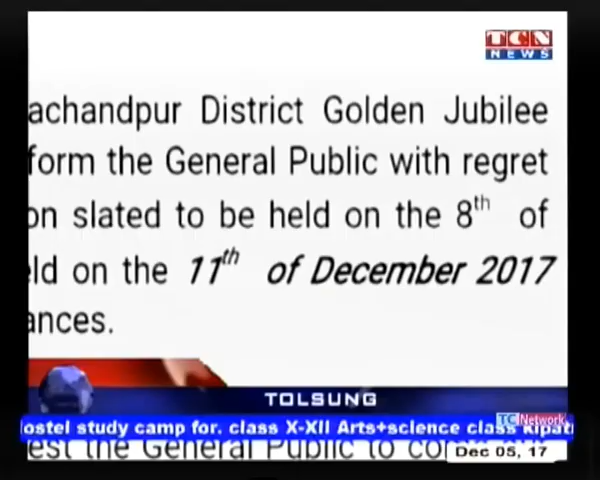 TCN
NEWS
achandpur District Golden Jubilee
form the General Public with regret
on slated to be held on the 8th of
eld on the 11th of December 2017
ances.
TOLSUNG
TC Network
ostel study camp for. class X-XII Arts+science class kipat
est the General Public to co
Dec 05, 17